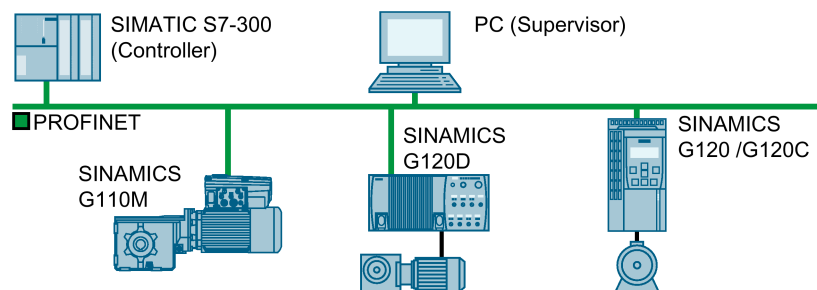 SIMATIC S7-300
(Controller)
PC (Supervisor)
PROFINET
SINAMICS
G110M
SINAMICS
G120D
SINAMICS
G120 /G120C